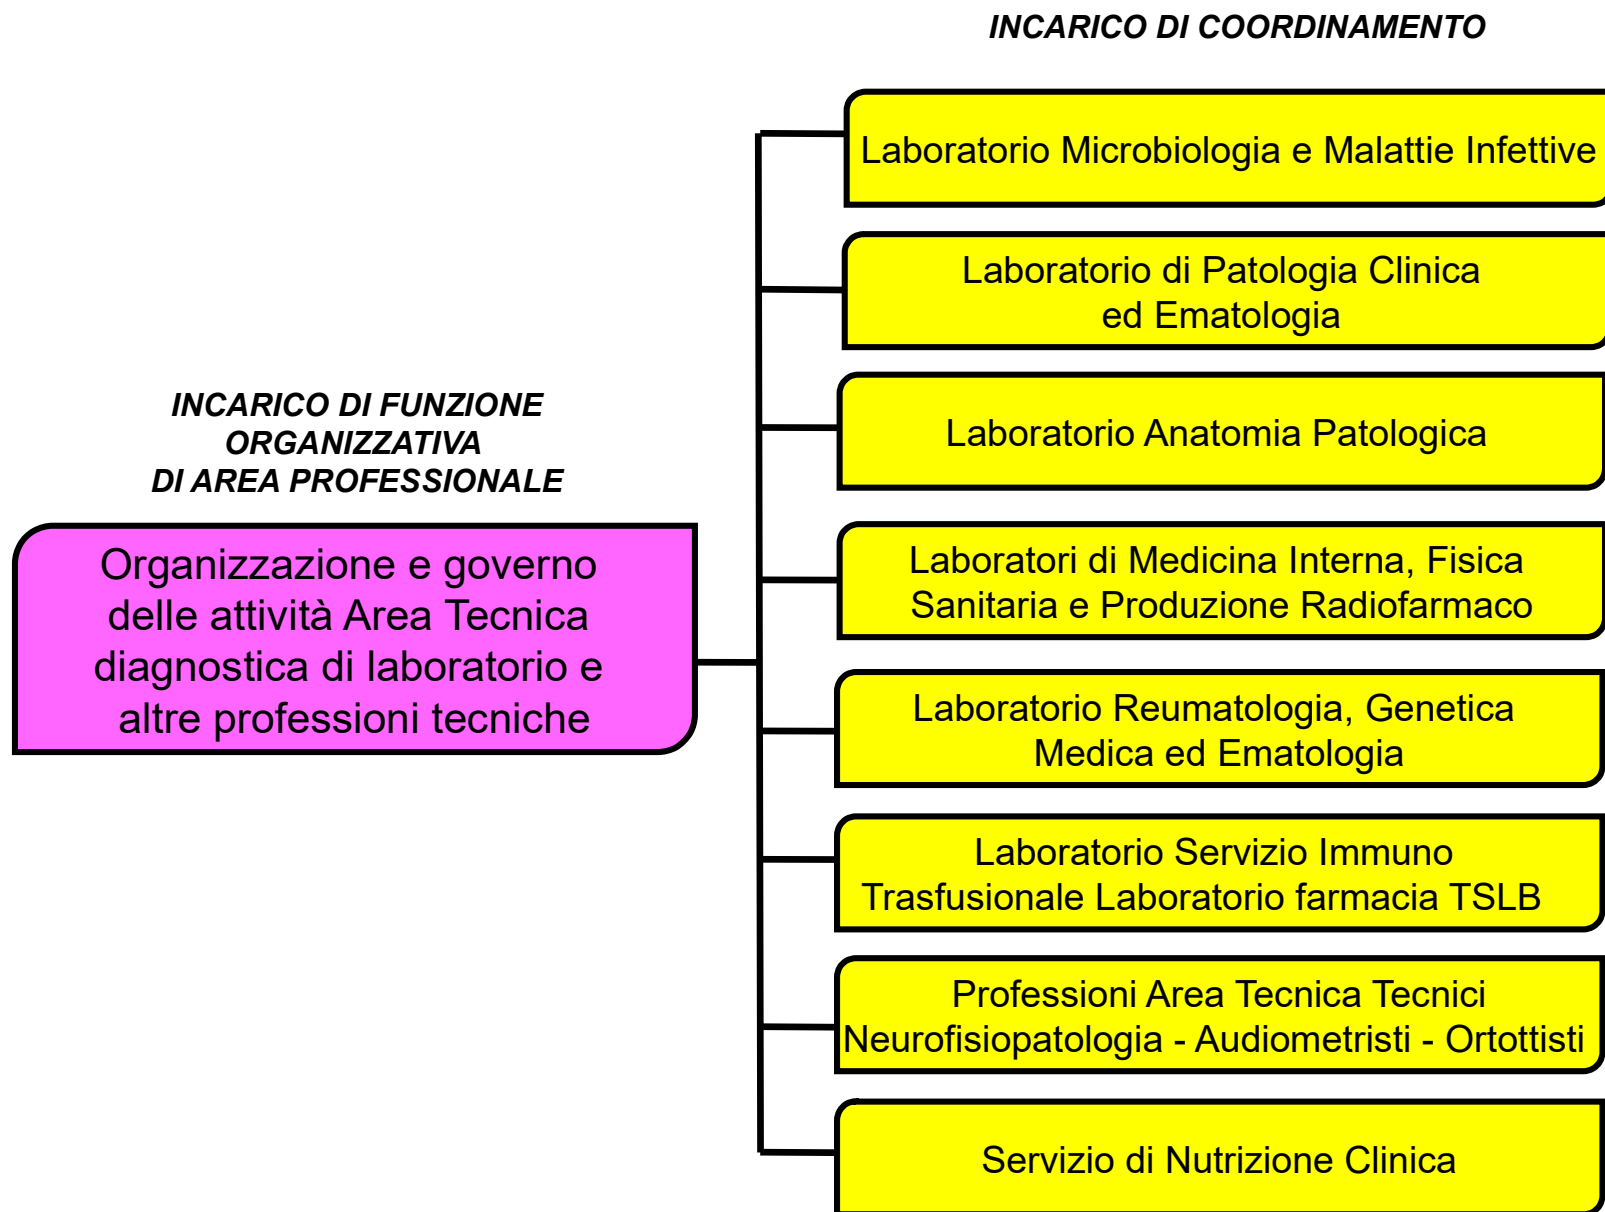 INCARICO DI COORDINAMENTO
Laboratorio Microbiologia e Malattie Infettive
Laboratorio di Patologia Clinica
ed Ematologia
Laboratorio Anatomia Patologica
INCARICO DI FUNZIONE
ORGANIZZATIVA
DI AREA PROFESSIONALE
Organizzazione e governo
delle attività Area Tecnica
diagnostica di laboratorio e
altre professioni tecniche
Laboratori di Medicina Interna, Fisica
Sanitaria e Produzione Radiofarmaco
Laboratorio Reumatologia, Genetica
Medica ed Ematologia
Laboratorio Servizio Immuno
Trasfusionale Laboratorio farmacia TSLB
Professioni Area Tecnica Tecnici
Neurofisiopatologia - Audiometristi - Ortottisti
Servizio di Nutrizione Clinica